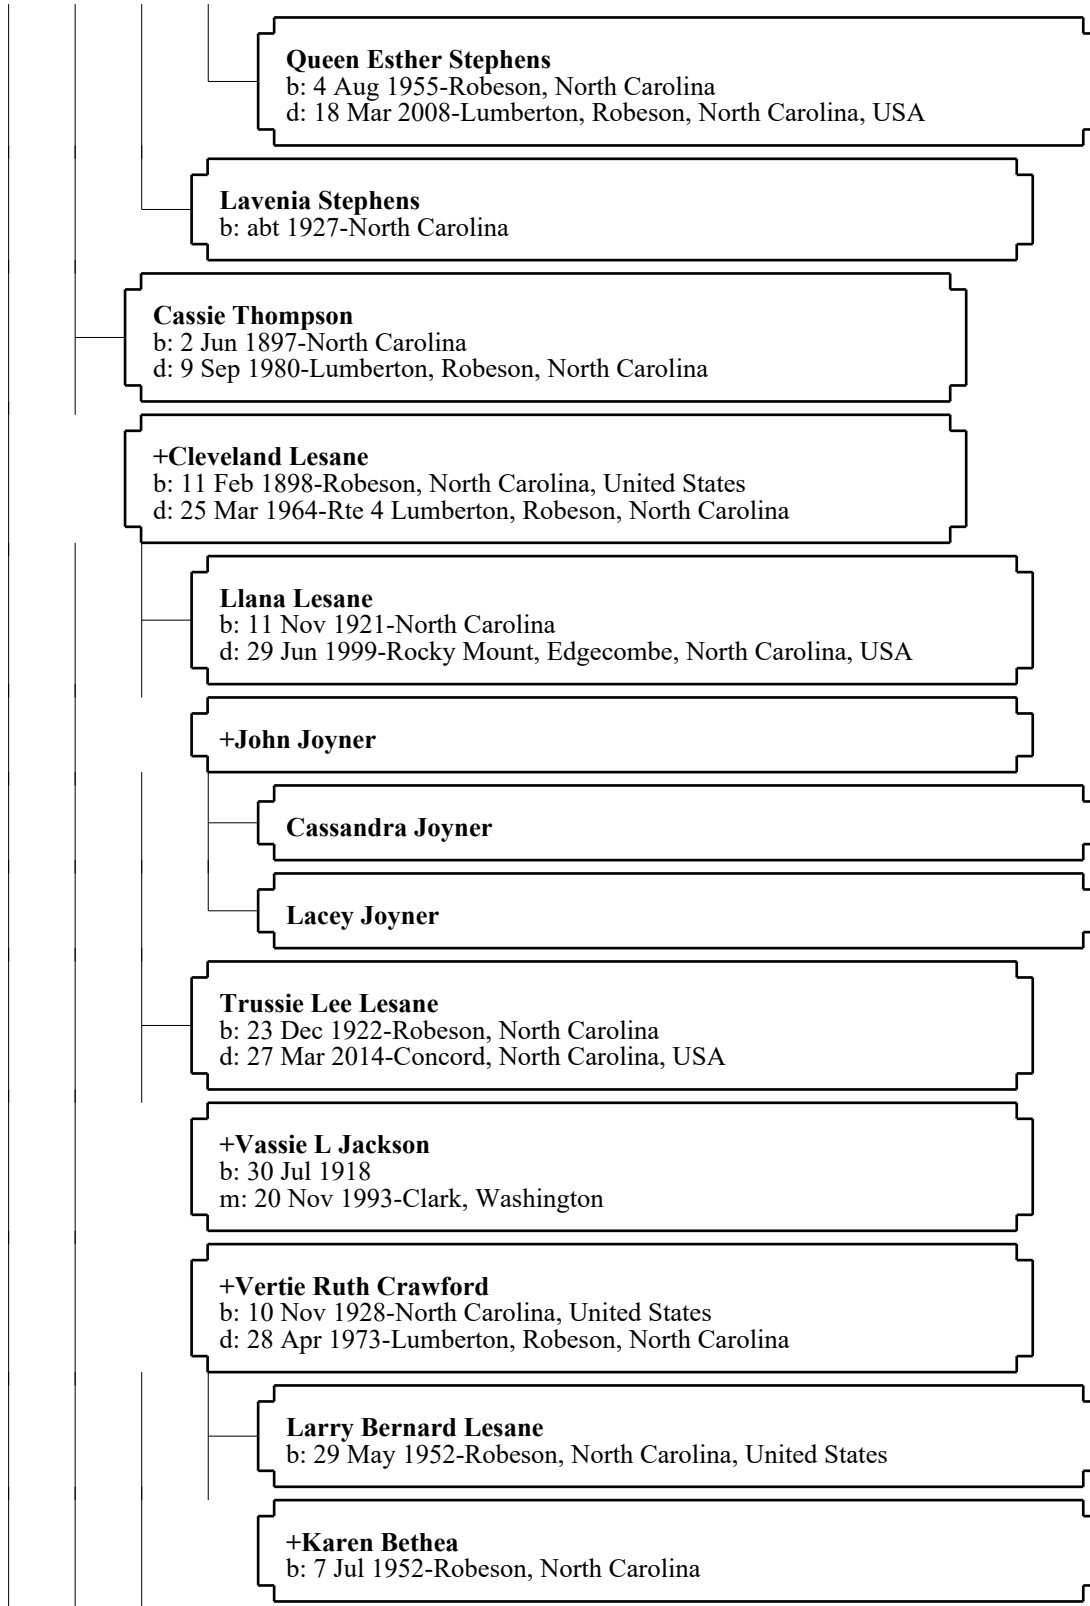 Queen Esther Stephens
b: 4 Aug 1955-Robeson, North Carolina
d: 18 Mar 2008-Lumberton, Robeson, North Carolina, USA
Lavenia Stephens
b: abt 1927-North Carolina
Cassie Thompson
b: 2 Jun 1897-North Carolina
d: 9 Sep 1980-Lumberton, Robeson, North Carolina
+Cleveland Lesane
b: 11 Feb 1898-Robeson, North Carolina, United States
d: 25 Mar 1964-Rte 4 Lumberton, Robeson, North Carolina
Llana Lesane
b: 11 Nov 1921-North Carolina
d: 29 Jun 1999-Rocky Mount, Edgecombe, North Carolina, USA
+John Joyner
Cassandra Joyner
Lacey Joyner
Trussie Lee Lesane
b: 23 Dec 1922-Robeson, North Carolina
d: 27 Mar 2014-Concord, North Carolina, USA
+Vassie L Jackson
b: 30 Jul 1918
m: 20 Nov 1993-Clark, Washington
+Vertie Ruth Crawford
b: 10 Nov 1928-North Carolina, United States
d: 28 Apr 1973-Lumberton, Robeson, North Carolina
Larry Bernard Lesane
b: 29 May 1952-Robeson, North Carolina, United States
+Karen Bethea
b: 7 Jul 1952-Robeson, North Carolina